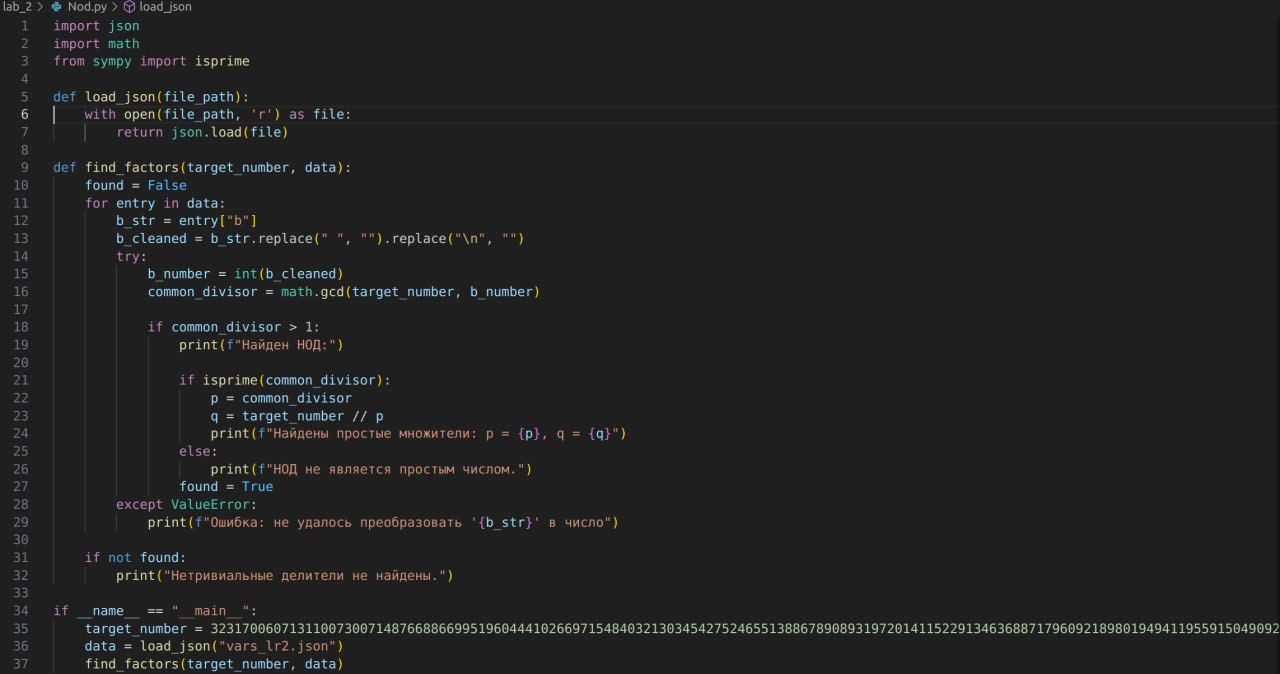 lab_2 > Nod.py > load_json
1 import json
2 import math
3 from sympy import isprime
4
5 def load_json(file_path):
6     with open(file_path, 'r') as file:
7         return json.load(file)
8
9 def find_factors(target_number, data):
10     found = False
11     for entry in data:
12         b_str = entry["b"]
13         b_cleaned = b_str.replace(" ", "").replace("\n", "")
14         try:
15             b_number = int(b_cleaned)
16             common_divisor = math.gcd(target_number, b_number)
17
18             if common_divisor > 1:
19                 print(f"Найден НОД:")
20
21                 if isprime(common_divisor):
22                     p = common_divisor
23                     q = target_number // p
24                     print(f"Найдены простые множители: p = {p}, q = {q}")
25                 else:
26                     print(f"НОД не является простым числом.")
27                 found = True
28         except ValueError:
29             print(f"Ошибка: не удалось преобразовать '{b_str}' в число")
30
31     if not found:
32         print("Нетривиальные делители не найдены.")
33
34 if __name__ == "__main__":
35     target_number = 3231700607131100730071487668866995196044410266971548403213034542752465513886789089319720141152291346368871796092189801949411955915049092
36     data = load_json("vars_lr2.json")
37     find_factors(target_number, data)